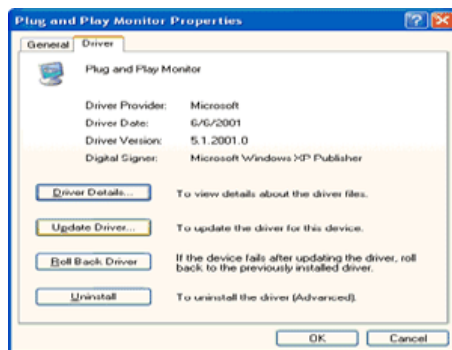 Plug and Play Monitor Properties
General Driver
Plug and Play Monitor
Driver Provider: Microsoft
Driver Date: 6/6/2001
Driver Version: 5.1.2001.0
Digital Signer: Microsoft Windows XP Publisher
Driver Details... To view details about the driver files.
Update Driver... To update the driver for this device.
Roll Back Driver If the device fails after updating the driver, roll
back to the previously installed driver.
Uninstall To uninstall the driver (Advanced).
OK Cancel